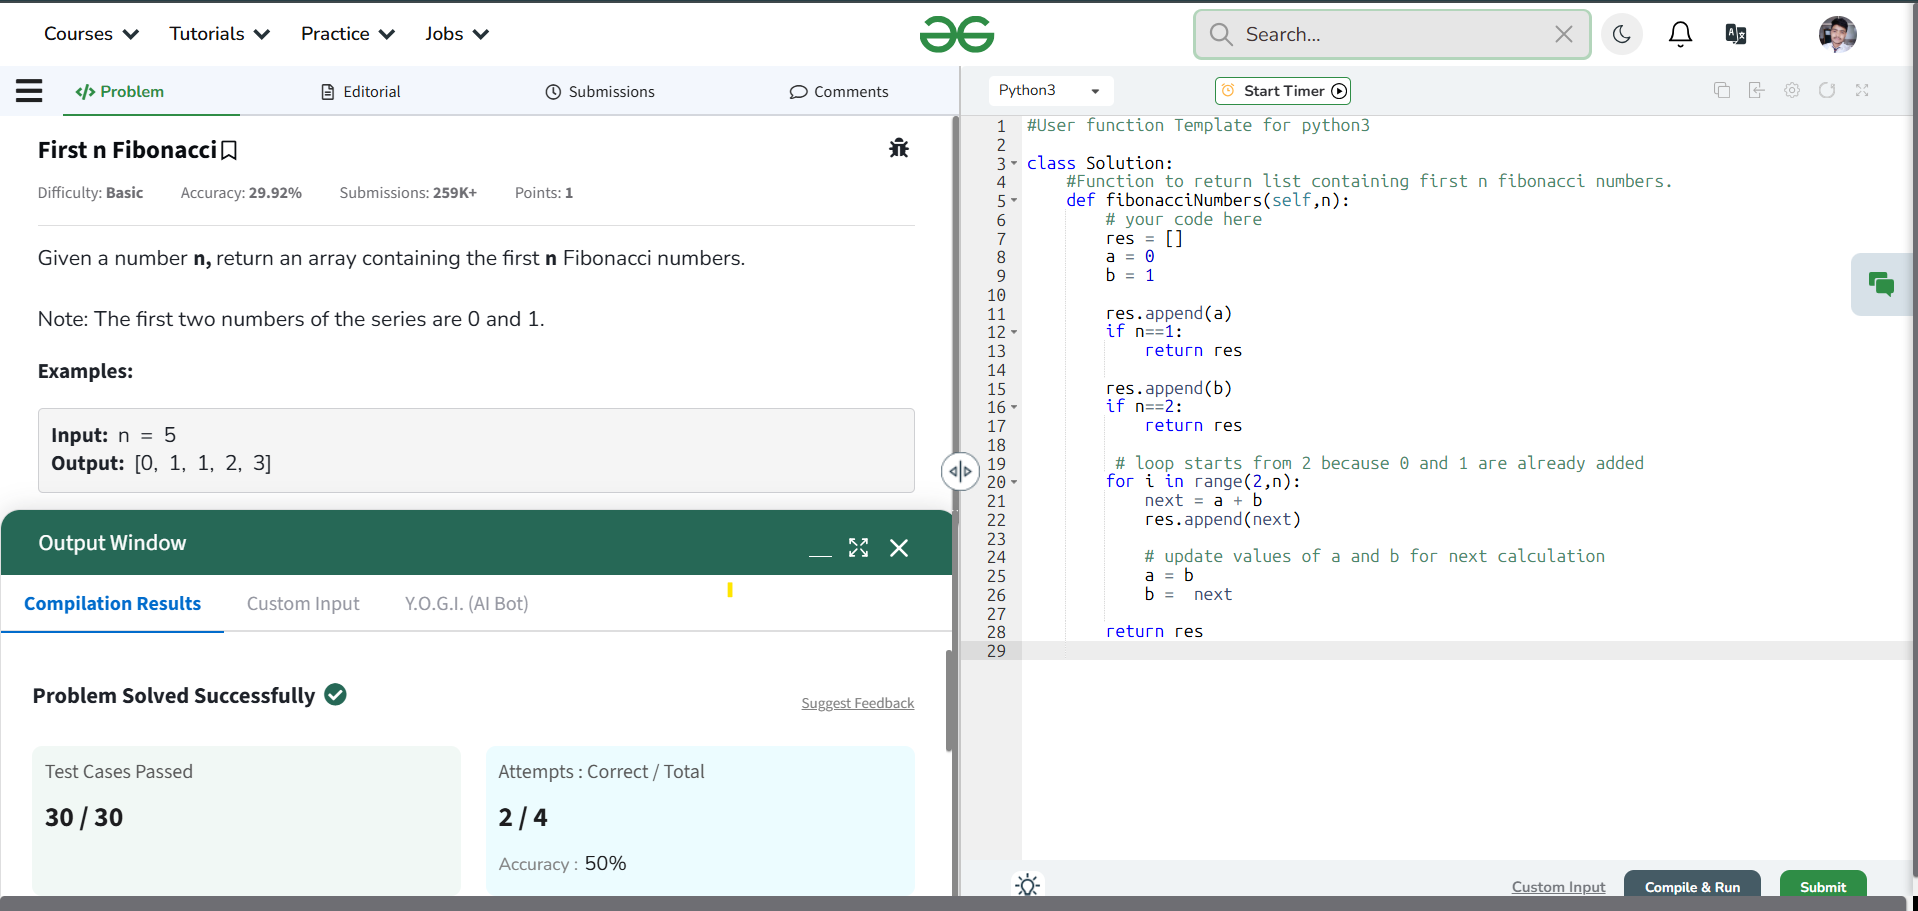 Courses Tutorials Practice Jobs
Search...
Problem Editorial Submissions Comments
First n Fibonacci
Difficulty: Basic Accuracy: 29.92% Submissions: 259K+ Points: 1
Given a number n, return an array containing the first n Fibonacci numbers.
Note: The first two numbers of the series are 0 and 1.
Examples:
Input: n = 5
Output: [0, 1, 1, 2, 3]
Output Window
Compilation Results Custom Input Y.O.G.I. (AI Bot)
Problem Solved Successfully
Suggest Feedback
Test Cases Passed
30 / 30
Attempts : Correct / Total
2 / 4
Accuracy : 50%
Python3 Start Timer
1 #User function Template for python3
2
3 class Solution:
4     #Function to return list containing first n fibonacci numbers.
5     def fibonacciNumbers(self,n):
6         # your code here
7         res = []
8         a = 0
9         b = 1
10
11         res.append(a)
12         if n==1:
13             return res
14
15         res.append(b)
16         if n==2:
17             return res
18
19          # loop starts from 2 because 0 and 1 are already added
20         for i in range(2,n):
21             next = a + b
22             res.append(next)
23
24             # update values of a and b for next calculation
25             a = b
26             b =  next
27
28         return res
29
Custom Input Compile & Run Submit